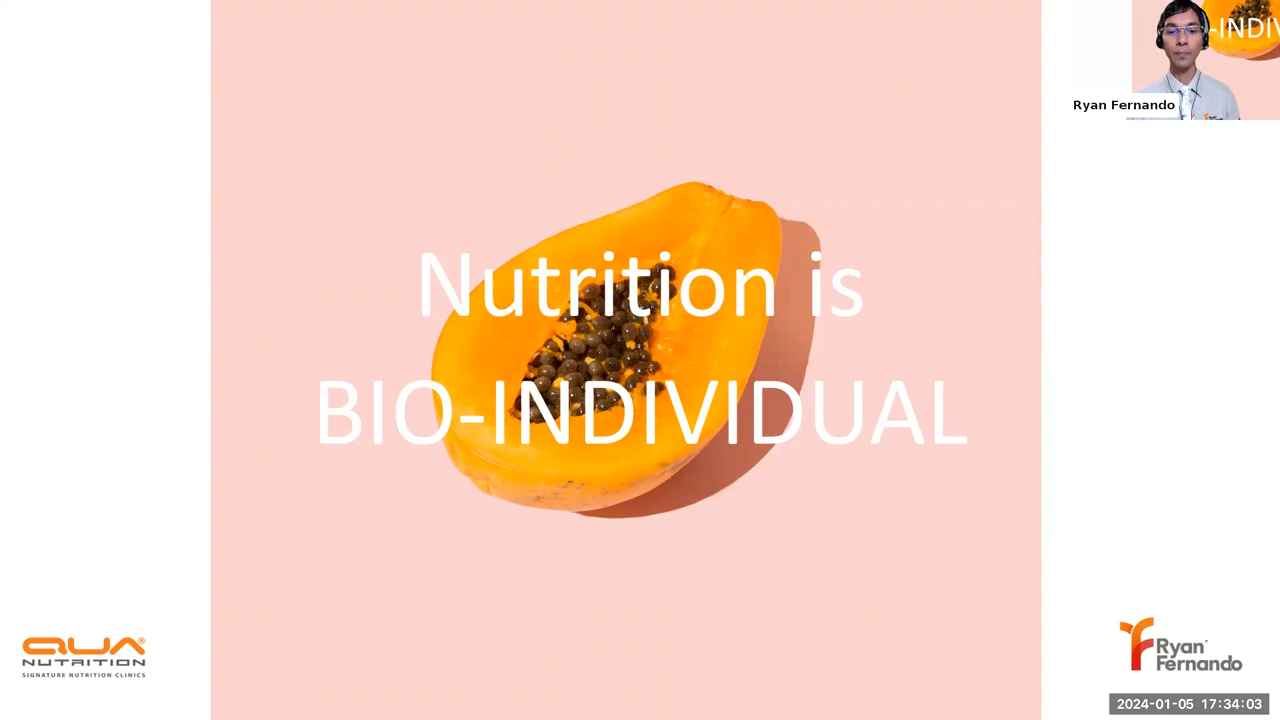 -INDIV
Ryan Fernando
Nutrition is
BIO-INDIVIDUAL
QUA®
NUTRITION
SIGNATURE NUTRITION CLINICS
Ryan
Fernando
2024-01-05 17:34:03